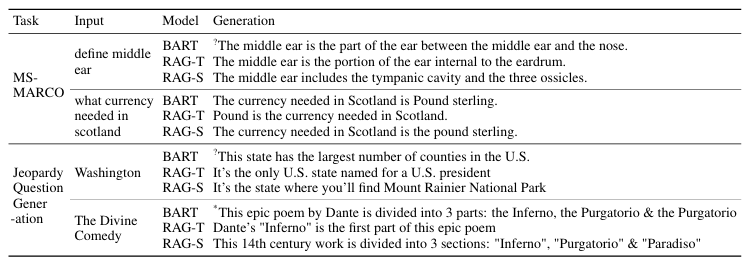 Task Input Model Generation
MS-MARCO define middle ear BART ?The middle ear is the part of the ear between the middle ear and the nose.
RAG-T The middle ear is the portion of the ear internal to the eardrum.
RAG-S The middle ear includes the tympanic cavity and the three ossicles.
what currency needed in scotland BART The currency needed in Scotland is Pound sterling.
RAG-T Pound is the currency needed in Scotland.
RAG-S The currency needed in Scotland is the pound sterling.
Jeopardy Question Gener -ation Washington BART ?This state has the largest number of counties in the U.S.
RAG-T It's the only U.S. state named for a U.S. president
RAG-S It's the state where you'll find Mount Rainier National Park
The Divine Comedy BART *This epic poem by Dante is divided into 3 parts: the Inferno, the Purgatorio & the Purgatorio
RAG-T Dante's "Inferno" is the first part of this epic poem
RAG-S This 14th century work is divided into 3 sections: "Inferno", "Purgatorio" & "Paradiso"